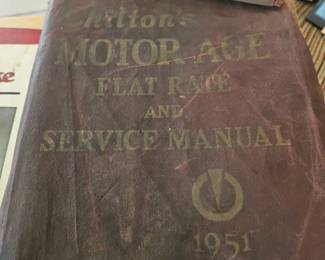 Chilton's
MOTOR AGE
FLAT RATE
AND
SERVICE MANUAL
1951